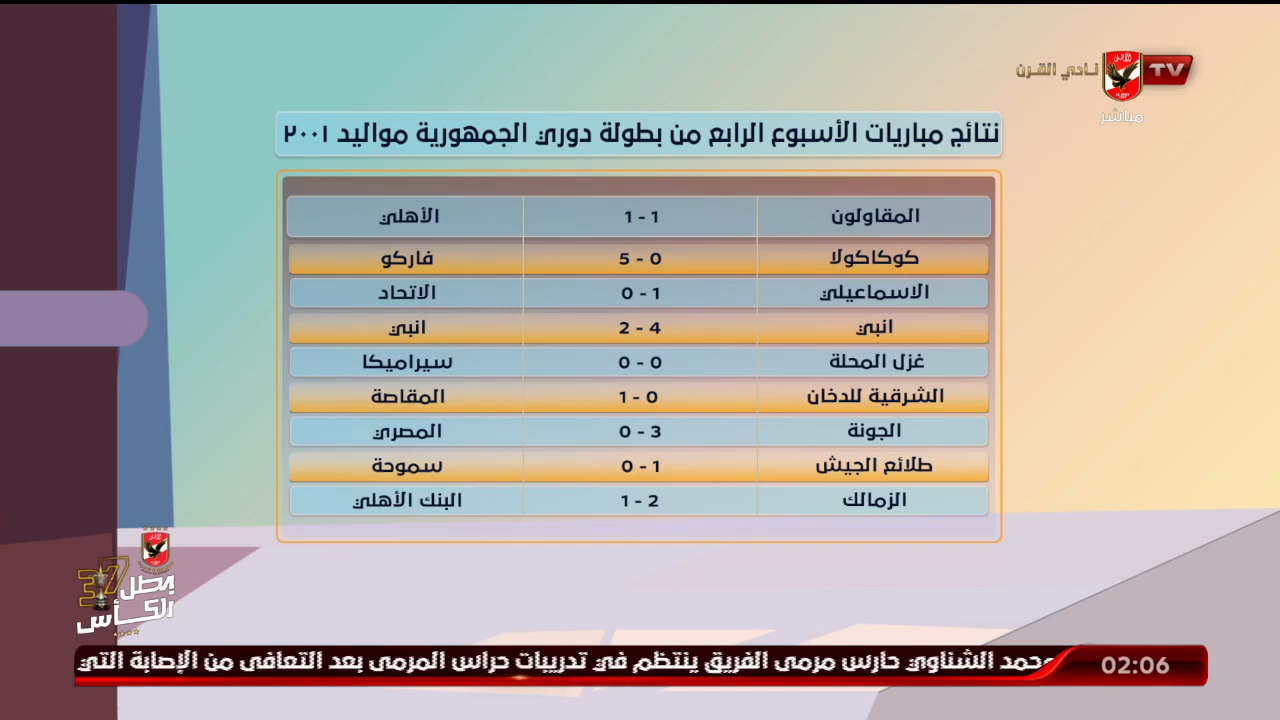 نادي القرن TV
مباشر
نتائج مباريات الأسبوع الرابع من بطولة دوري الجمهورية مواليد ٢٠٠١
المقاولون 1 - 1 الأهلي
كوكاكولا 5 - 0 فاركو
الاسماعيلي 0 - 1 الاتحاد
انبي 2 - 4 انبي
غزل المحلة 0 - 0 سيراميكا
الشرقية للدخان 1 - 0 المقاصة
الجونة 0 - 3 المصري
طلائع الجيش 0 - 1 سموحة
الزمالك 1 - 2 البنك الأهلي
بطل 37
الكأس
محمد الشناوي حارس مرمى الفريق ينتظم في تدريبات حراس المرمى بعد التعافى من الإصابة التي
02:06